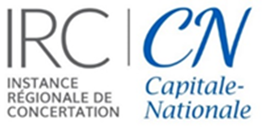 IRC | CN
INSTANCE
RÉGIONALE DE
CONCERTATION
Capitale-
Nationale